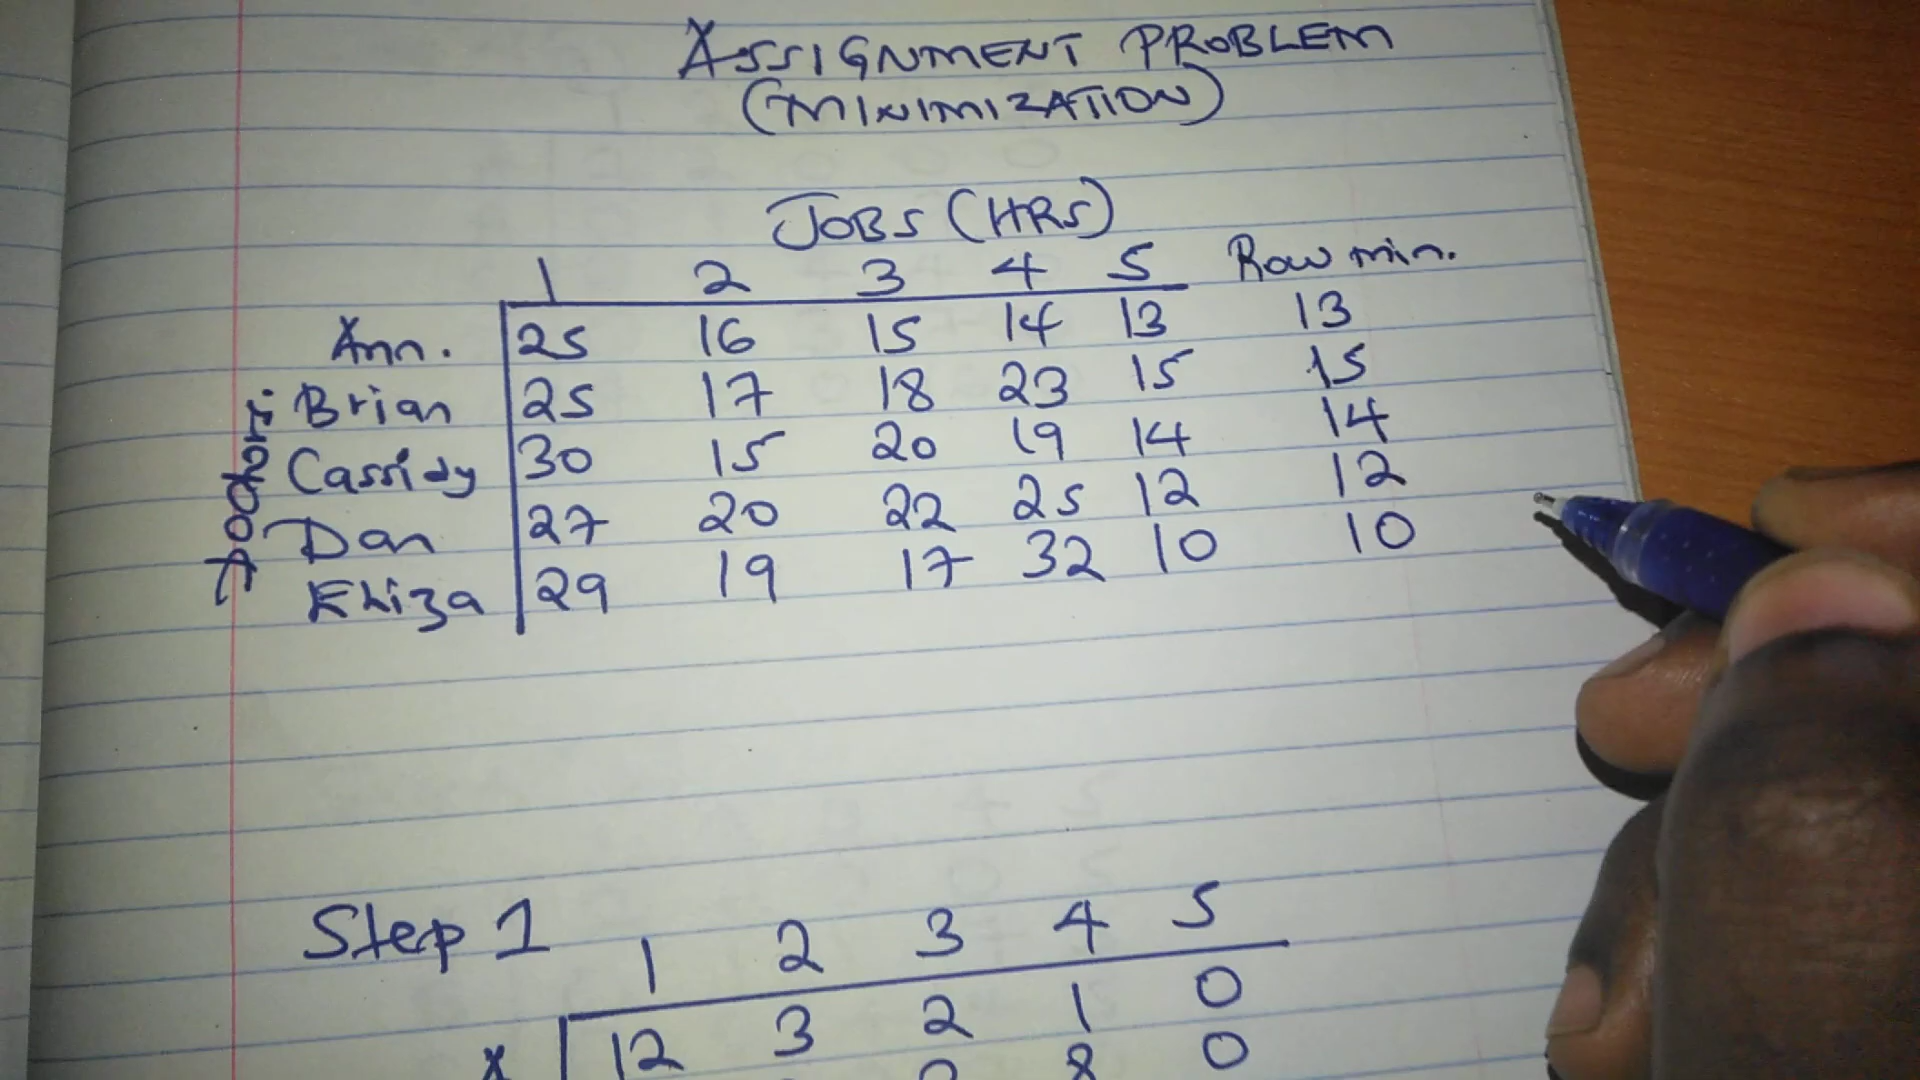 ASSIGNMENT PROBLEM
(MINIMIZATION)
JOBS (HRS)
1 2 3 4 5 Row min.
Ann. 25 16 15 14 13 13
Brian 25 17 18 23 15 15
Cassidy 30 15 20 19 14 14
Dan 27 20 22 25 12 12
Eliza 29 19 17 32 10 10
Step 1
1 2 3 4 5
12 3 2 1 0
8 0